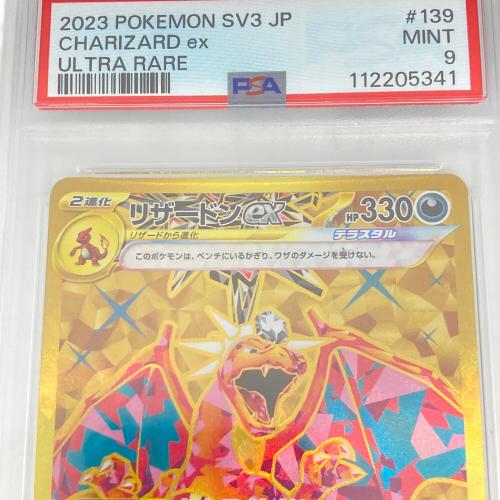 2023 POKEMON SV3 JP #139
CHARIZARD ex MINT
ULTRA RARE 9
PSA 112205341
2進化 リザードンex HP330
リザードから進化 テラスタル
このポケモンは、ベンチにいるかぎり、ワザのダメージを受けない。